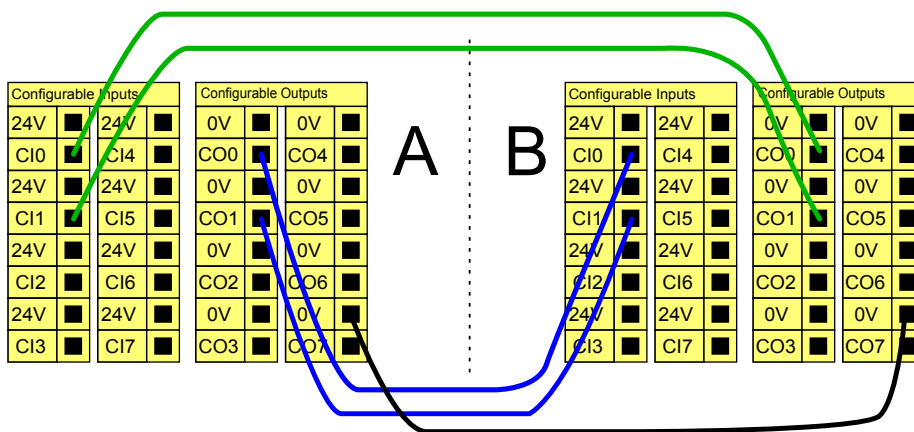 Configurable Inputs
24V 24V
CI0 CI4
24V 24V
CI1 CI5
24V 24V
CI2 CI6
24V 24V
CI3 CI7
Configurable Outputs
0V 0V
CO0 CO4
0V 0V
CO1 CO5
0V 0V
CO2 CO6
0V 0V
CO3 CO7
A
B
Configurable Inputs
24V 24V
CI0 CI4
24V 24V
CI1 CI5
24V 24V
CI2 CI6
24V 24V
CI3 CI7
Configurable Outputs
0V 0V
CO0 CO4
0V 0V
CO1 CO5
0V 0V
CO2 CO6
0V 0V
CO3 CO7